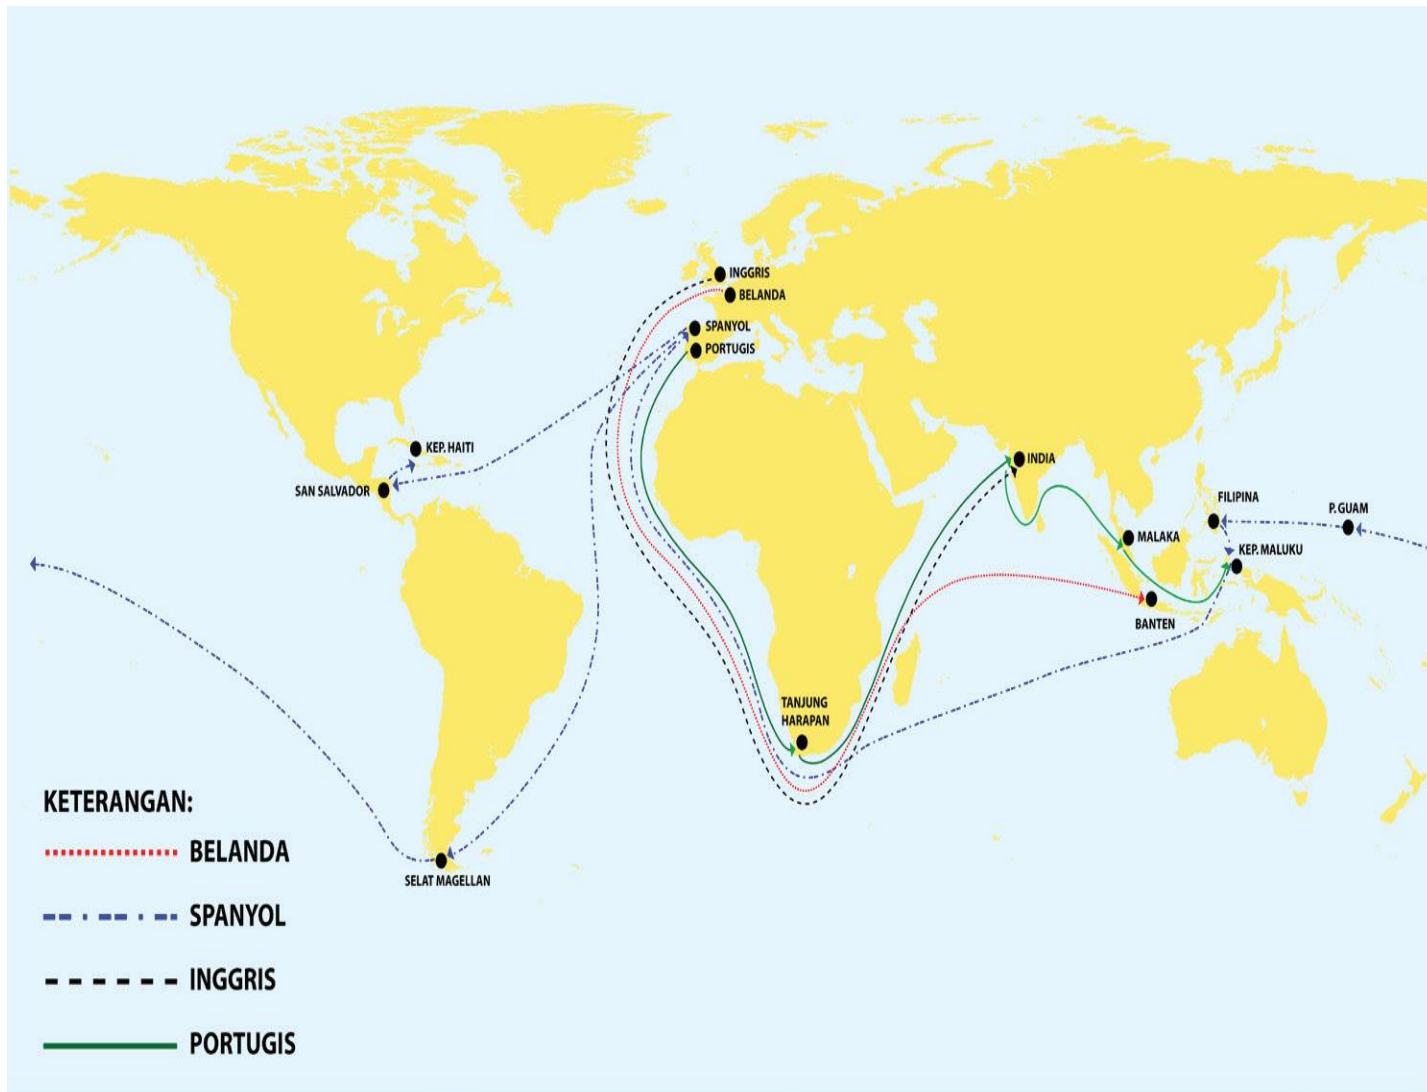 INGGRIS
BELANDA
SPANYOL
PORTUGIS
KEP. HAITI
SAN SALVADOR
INDIA
FILIPINA
P. GUAM
MALAKA
KEP. MALUKU
BANTEN
TANJUNG
HARAPAN
SELAT MAGELLAN
KETERANGAN:
BELANDA
SPANYOL
INGGRIS
PORTUGIS